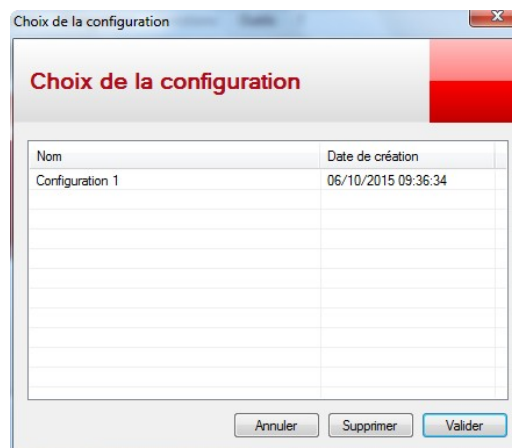 Choix de la configuration
Choix de la configuration
Nom Date de création
Configuration 1 06/10/2015 09:36:34
Annuler Supprimer Valider